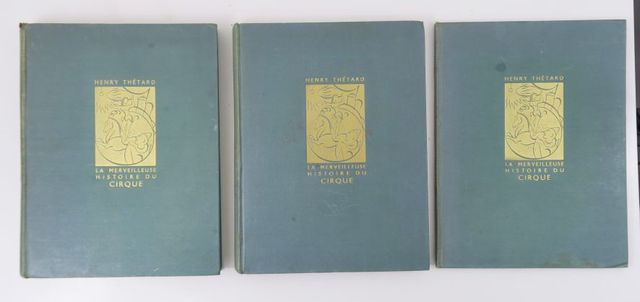 HENRY THÉTARD
LA MERVEILLEUSE
HISTOIRE DU
CIRQUE
HENRY THÉTARD
LA MERVEILLEUSE
HISTOIRE DU
CIRQUE
HENRY THÉTARD
LA MERVEILLEUSE
HISTOIRE DU
CIRQUE